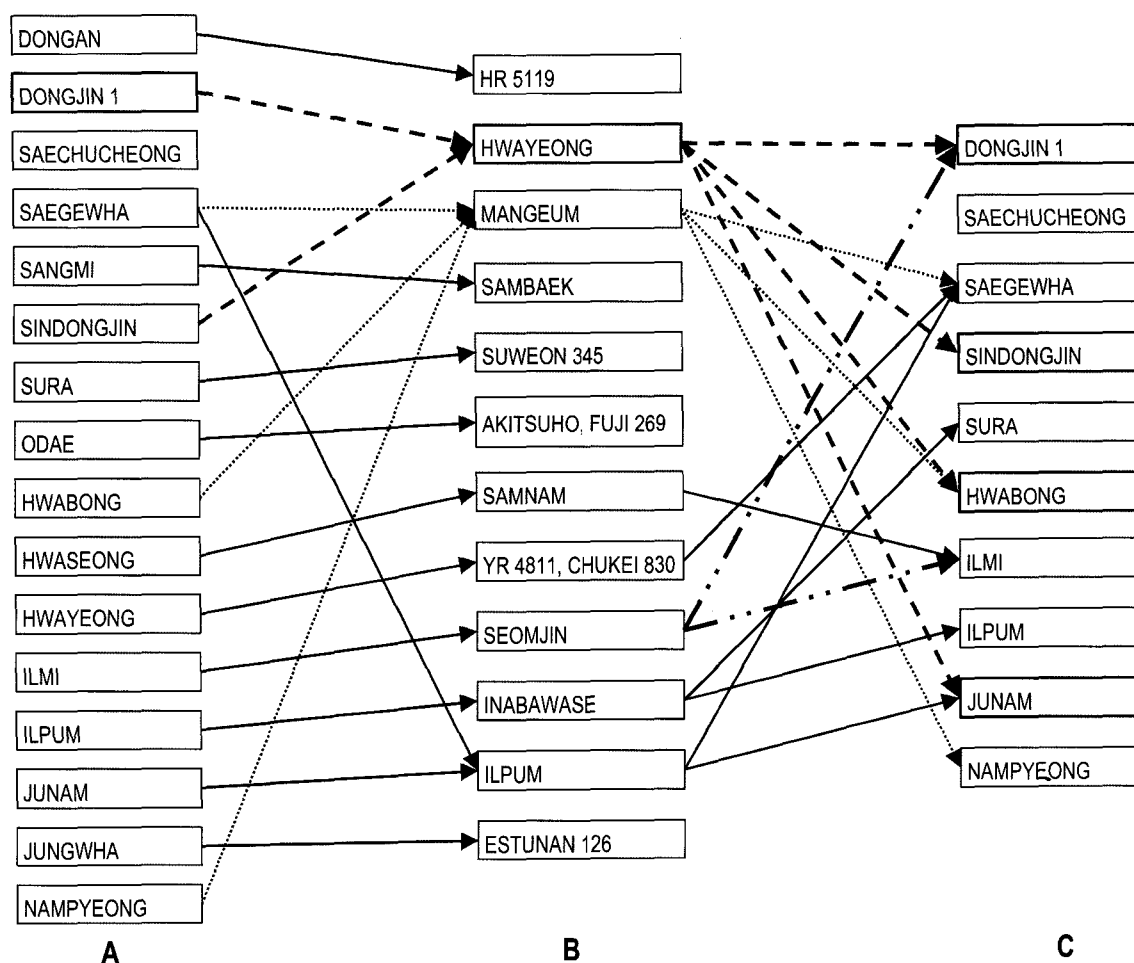 DONGAN
DONGJIN 1
SAECHUCHEONG
SAEGEWHA
SANGMI
SINDONGJIN
SURA
ODAE
HWABONG
HWASEONG
HWAYEONG
ILMI
ILPUM
JUNAM
JUNGWHA
NAMPYEONG
A
HR 5119
HWAYEONG
MANGEUM
SAMBAEK
SUWEON 345
AKITSUHO, FUJI 269
SAMNAM
YR 4811, CHUKEI 830
SEOMJIN
INABAWASE
ILPUM
ESTUNAN 126
B
DONGJIN 1
SAECHUCHEONG
SAEGEWHA
SINDONGJIN
SURA
HWABONG
ILMI
ILPUM
JUNAM
NAMPYEONG
C